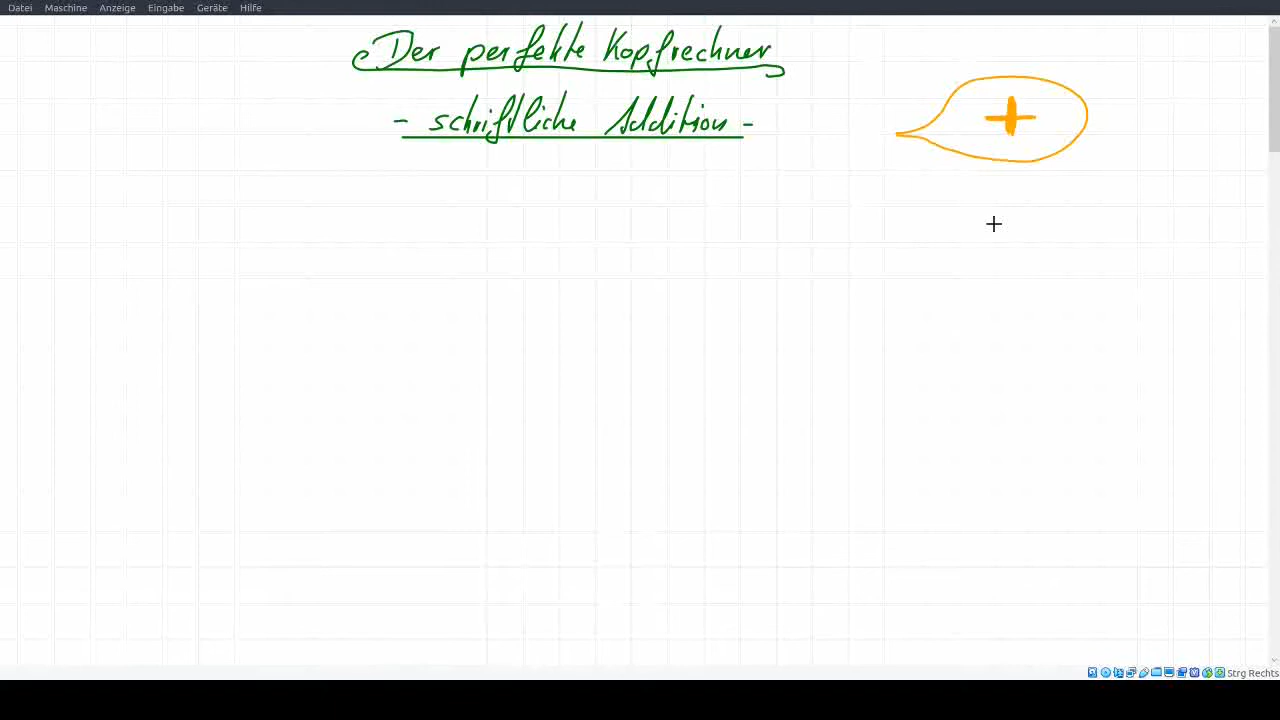 Datei Maschine Anzeige Eingabe Geräte Hilfe
Der perfekte Kopfrechner
- schriftliche Addition -
+
Strg Rechts